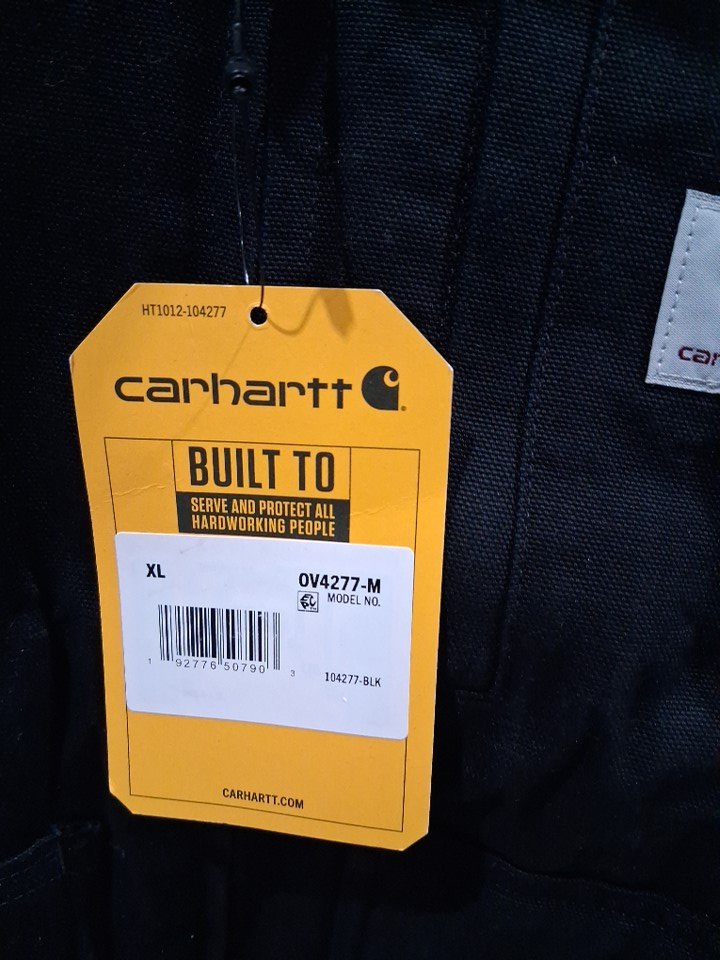 HT1012-104277
carhartt
BUILT TO
SERVE AND PROTECT ALL
HARDWORKING PEOPLE
XL
OV4277-M
MODEL NO.
1 92776 50790 3
104277-BLK
CARHARTT.COM
car